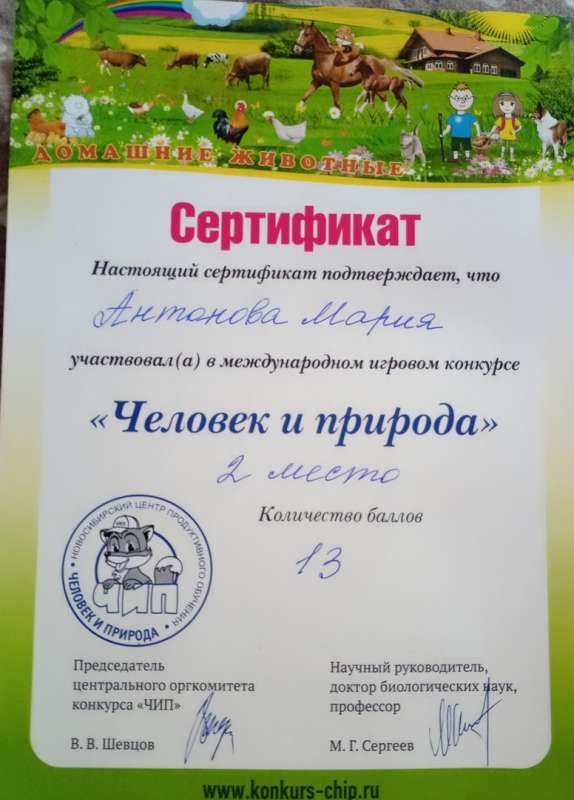 ДОМАШНИЕ ЖИВОТНЫЕ
Сертификат
Настоящий сертификат подтверждает, что
Антонова Мария
участвовал(а) в международном игровом конкурсе
«Человек и природа»
2 место
Количество баллов
13
НОВОСИБИРСКИЙ ЦЕНТР ПРОДУКТИВНОГО ОБУЧЕНИЯ
ЧИП
• ЧЕЛОВЕК И ПРИРОДА •
Председатель
центрального оргкомитета
конкурса «ЧИП»
В. В. Шевцов
Научный руководитель,
доктор биологических наук,
профессор
М. Г. Сергеев
www.konkurs-chip.ru